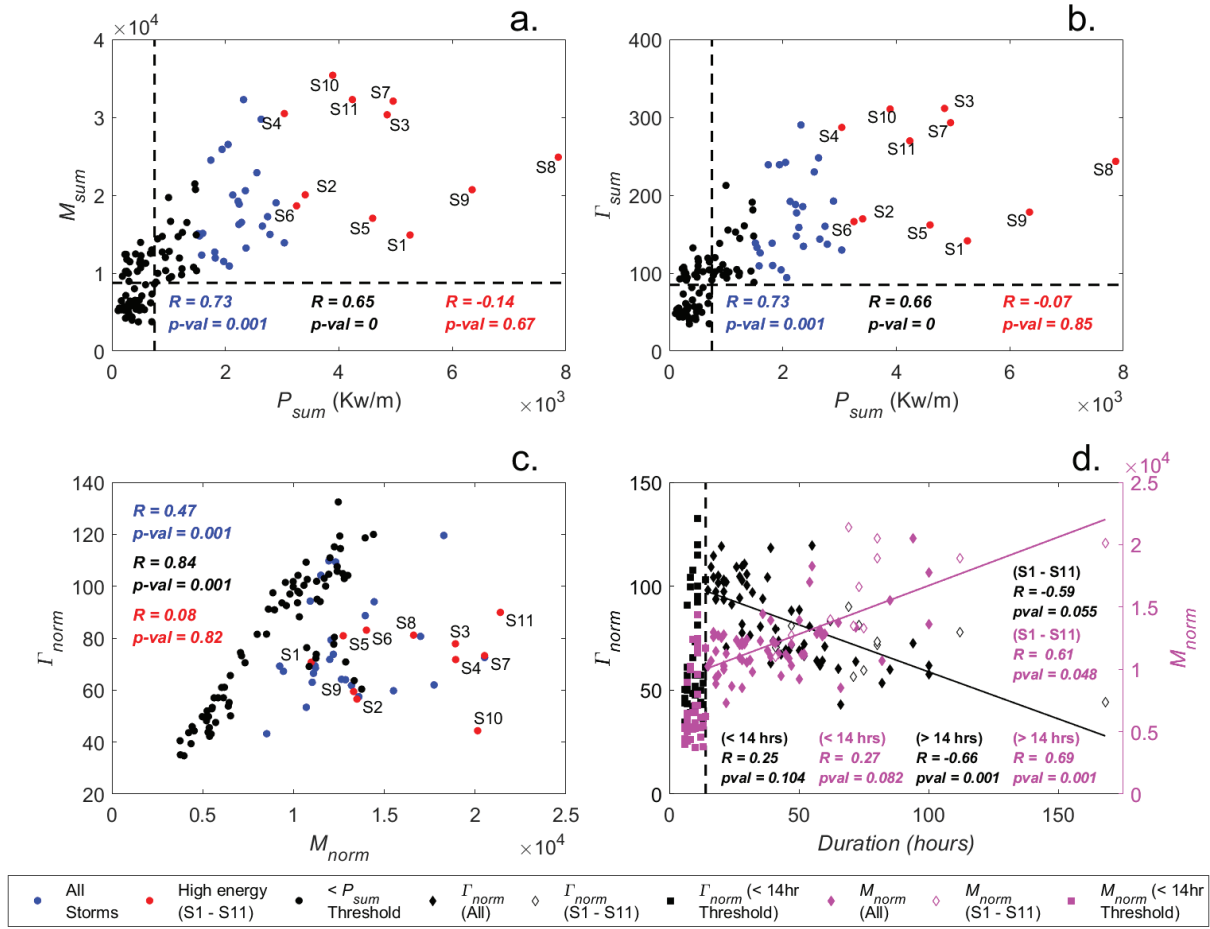 a.
× 10⁴
4
3
2
1
0
M_sum
S10
S11
S7
S3
S4
S8
S2
S6
S9
S5
S1
R = 0.73
p-val = 0.001
R = 0.65
p-val = 0
R = -0.14
p-val = 0.67
0 2 4 6 8
P_sum (Kw/m)
× 10³
b.
400
300
200
100
0
Γ_sum
S3
S10
S7
S4
S11
S8
S2
S6
S9
S5
S1
R = 0.73
p-val = 0.001
R = 0.66
p-val = 0
R = -0.07
p-val = 0.85
0 2 4 6 8
P_sum (Kw/m)
× 10³
c.
140
120
100
80
60
40
20
Γ_norm
R = 0.47
p-val = 0.001
R = 0.84
p-val = 0.001
R = 0.08
p-val = 0.82
S11
S8
S3
S5
S6
S1
S7
S4
S9
S2
S10
0 0.5 1 1.5 2 2.5
M_norm
× 10⁴
d.
× 10⁴
150
100
50
0
Γ_norm
2.5
2
1.5
1
0.5
0
M_norm
(S1 - S11)
R = -0.59
pval = 0.055
(S1 - S11)
R = 0.61
pval = 0.048
(< 14 hrs) (< 14 hrs) (> 14 hrs) (> 14 hrs)
R = 0.25 R = 0.27 R = -0.66 R = 0.69
pval = 0.104 pval = 0.082 pval = 0.001 pval = 0.001
0 50 100 150
Duration (hours)
All
Storms
High energy
(S1 - S11)
< P_sum
Threshold
Γ_norm
(All)
Γ_norm
(S1 - S11)
Γ_norm (< 14hr
Threshold)
M_norm
(All)
M_norm
(S1 - S11)
M_norm (< 14hr
Threshold)